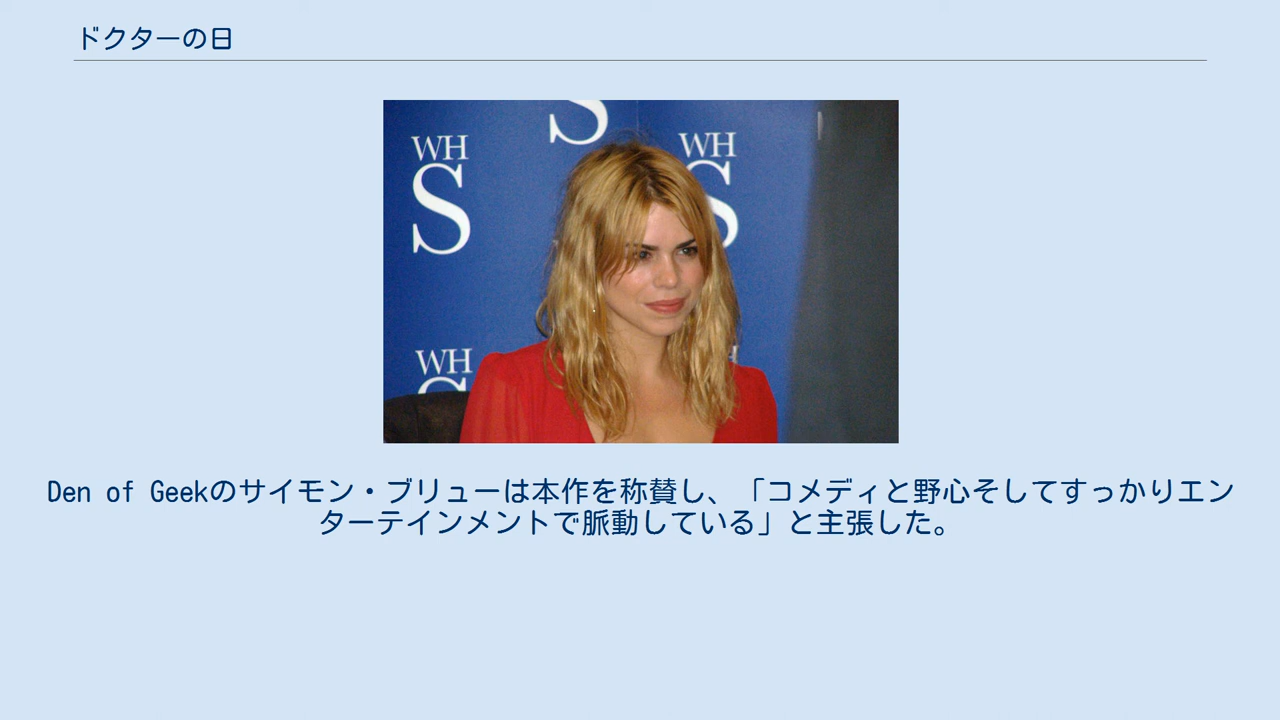 ドクターの日
S
WH
S
WH
S
WH
S
WH
Den of Geekのサイモン・ブリューは本作を称賛し、「コメディと野心そしてすっかりエン
ターテインメントで脈動している」と主張した。